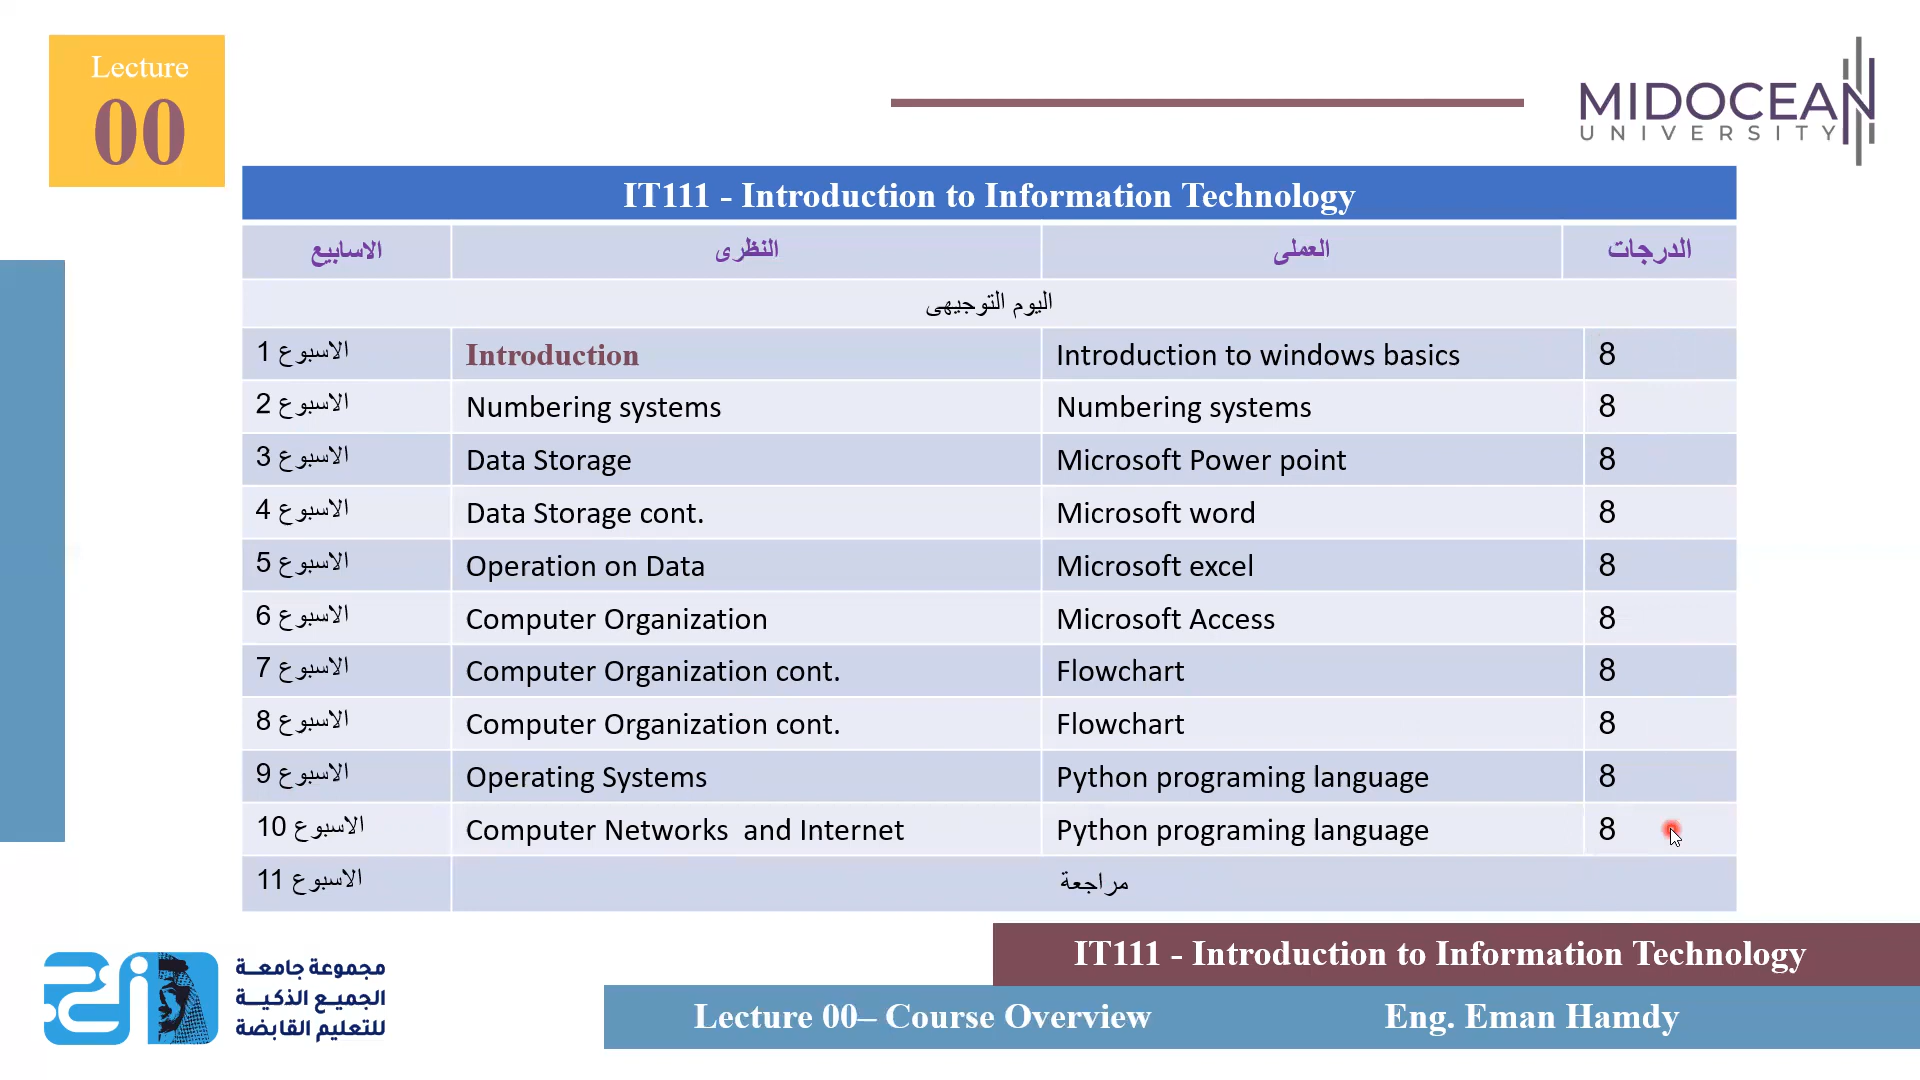 Lecture
00
MIDOCEAN
UNIVERSITY
IT111 - Introduction to Information Technology
الاسابيع النظرى العملى الدرجات
اليوم التوجيهى
الاسبوع 1 Introduction Introduction to windows basics 8
الاسبوع 2 Numbering systems Numbering systems 8
الاسبوع 3 Data Storage Microsoft Power point 8
الاسبوع 4 Data Storage cont. Microsoft word 8
الاسبوع 5 Operation on Data Microsoft excel 8
الاسبوع 6 Computer Organization Microsoft Access 8
الاسبوع 7 Computer Organization cont. Flowchart 8
الاسبوع 8 Computer Organization cont. Flowchart 8
الاسبوع 9 Operating Systems Python programing language 8
الاسبوع 10 Computer Networks and Internet Python programing language 8
الاسبوع 11 مراجعة
مجموعة جامعة
الجميع الذكية
للتعليم القابضة
IT111 - Introduction to Information Technology
Lecture 00– Course Overview Eng. Eman Hamdy